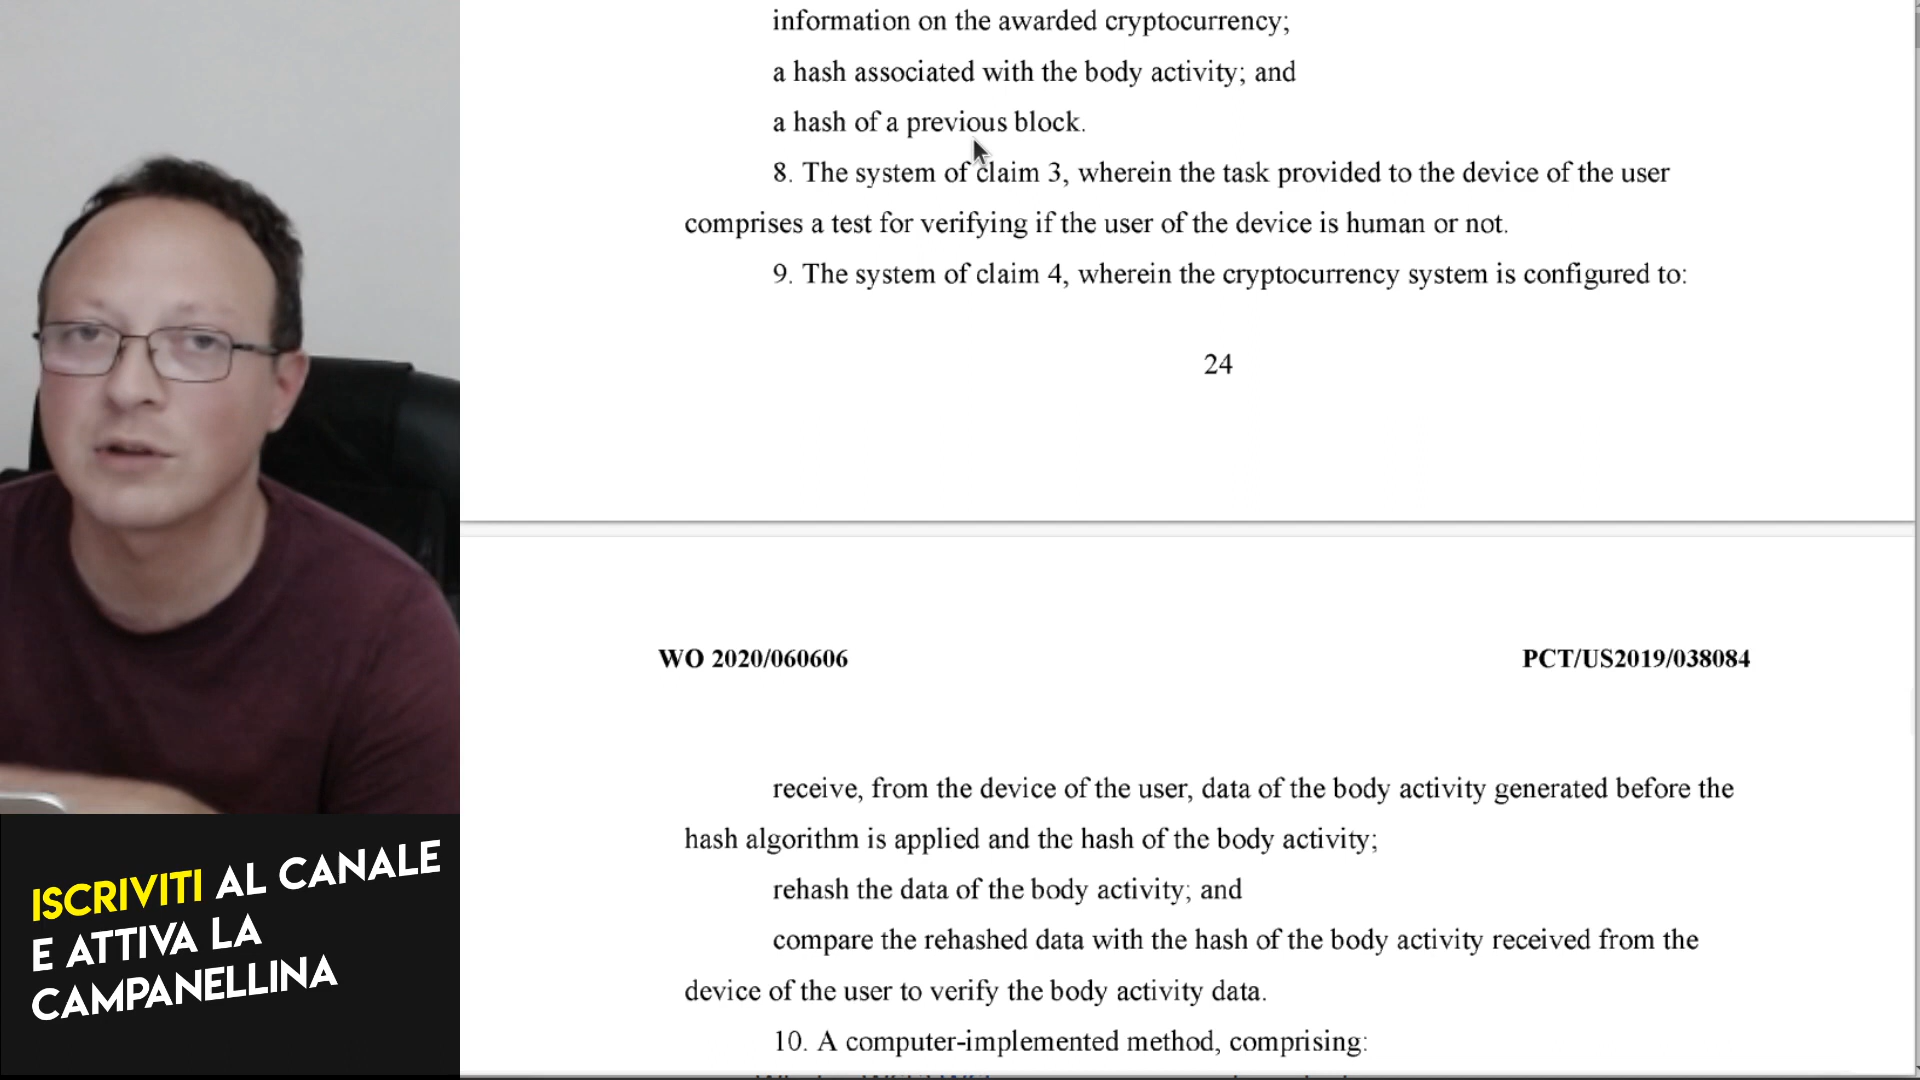 information on the awarded cryptocurrency;
a hash associated with the body activity; and
a hash of a previous block.
8. The system of claim 3, wherein the task provided to the device of the user
comprises a test for verifying if the user of the device is human or not.
9. The system of claim 4, wherein the cryptocurrency system is configured to:
24
WO 2020/060606 PCT/US2019/038084
receive, from the device of the user, data of the body activity generated before the
hash algorithm is applied and the hash of the body activity;
rehash the data of the body activity; and
compare the rehashed data with the hash of the body activity received from the
device of the user to verify the body activity data.
10. A computer-implemented method, comprising:
ISCRIVITI AL CANALE
E ATTIVA LA
CAMPANELLINA